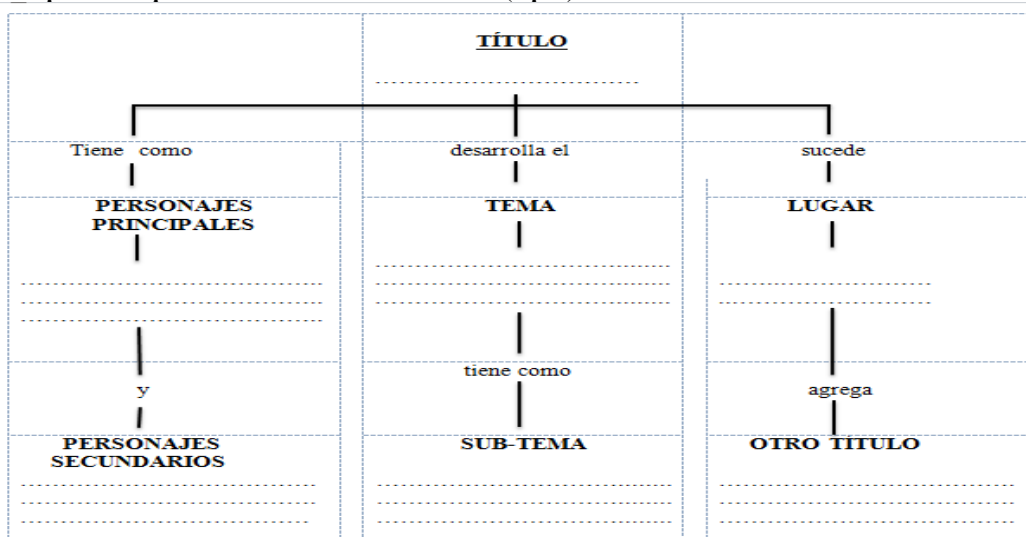 TÍTULO
Tiene como
desarrolla el
sucede
PERSONAJES
PRINCIPALES
TEMA
LUGAR
y
tiene como
agrega
PERSONAJES
SECUNDARIOS
SUB-TEMA
OTRO TÍTULO